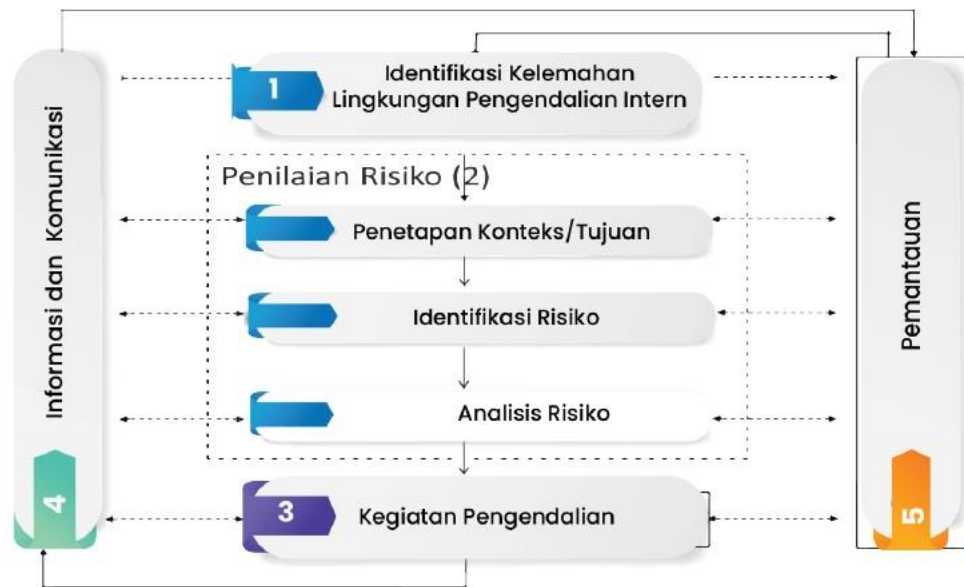 1
Identifikasi Kelemahan
Lingkungan Pengendalian Intern
Penilaian Risiko (2)
Penetapan Konteks/Tujuan
Identifikasi Risiko
Analisis Risiko
3
Kegiatan Pengendalian
Informasi dan Komunikasi
4
Pemantauan
5